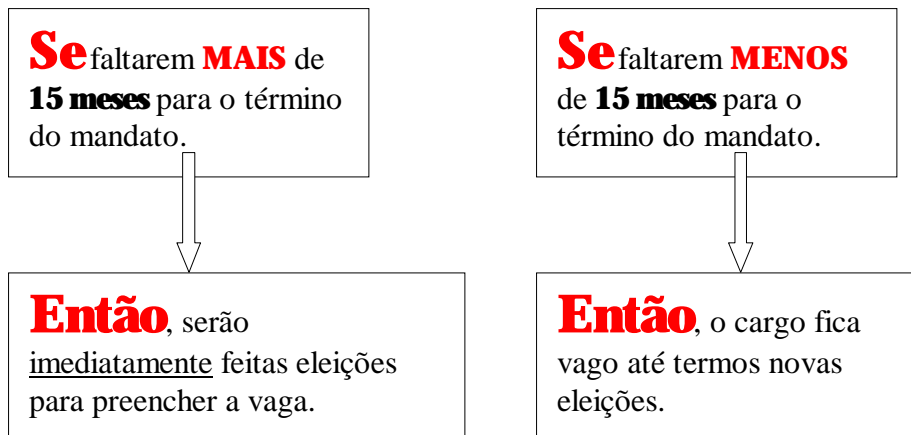 Se faltarem MAIS de
15 meses para o término
do mandato.
Se faltarem MENOS
de 15 meses para o
término do mandato.
Então, serão
imediatamente feitas eleições
para preencher a vaga.
Então, o cargo fica
vago até termos novas
eleições.